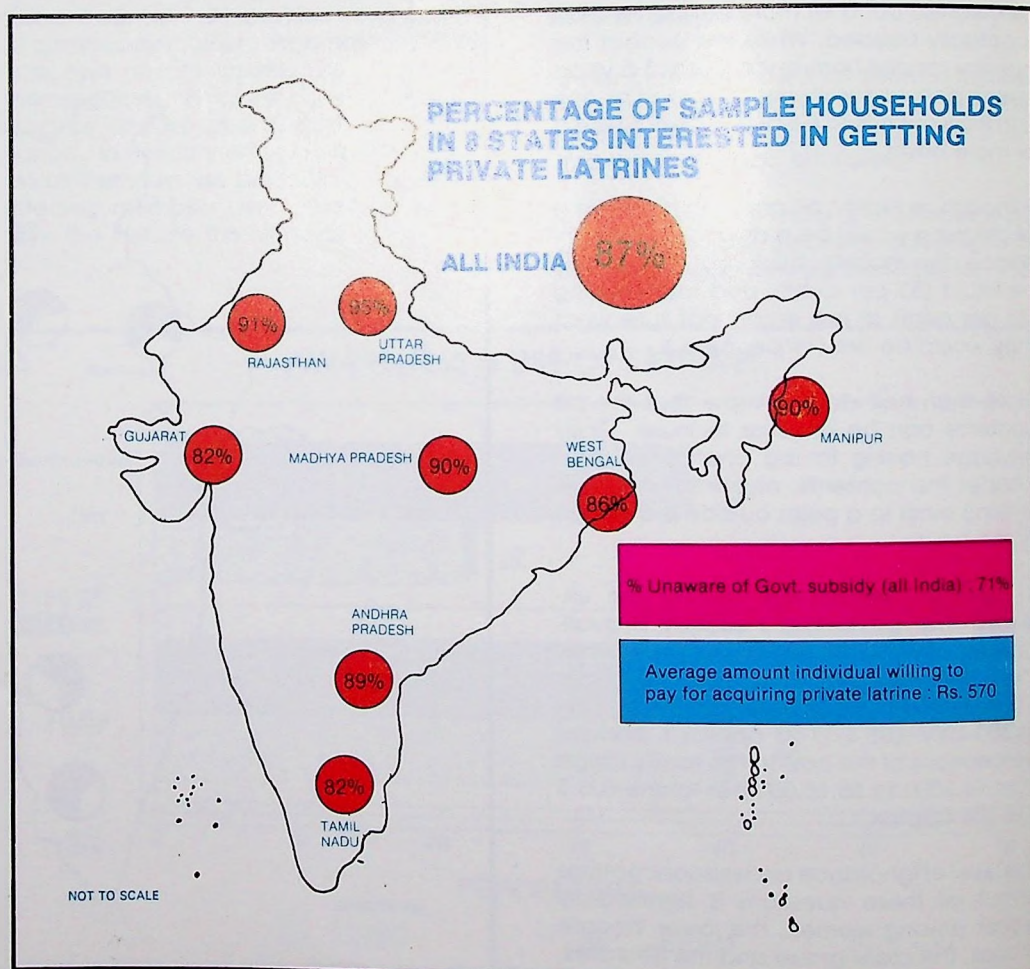 PERCENTAGE OF SAMPLE HOUSEHOLDS
IN 8 STATES INTERESTED IN GETTING
PRIVATE LATRINES
ALL INDIA 87%
91%
RAJASTHAN
95%
UTTAR
PRADESH
GUJARAT
82%
MADHYA PRADESH
90%
WEST
BENGAL
86%
90%
MANIPUR
% Unaware of Govt. subsidy (all India) : 71%
Average amount individual willing to
pay for acquiring private latrine : Rs. 570
ANDHRA
PRADESH
89%
82%
TAMIL
NADU
NOT TO SCALE